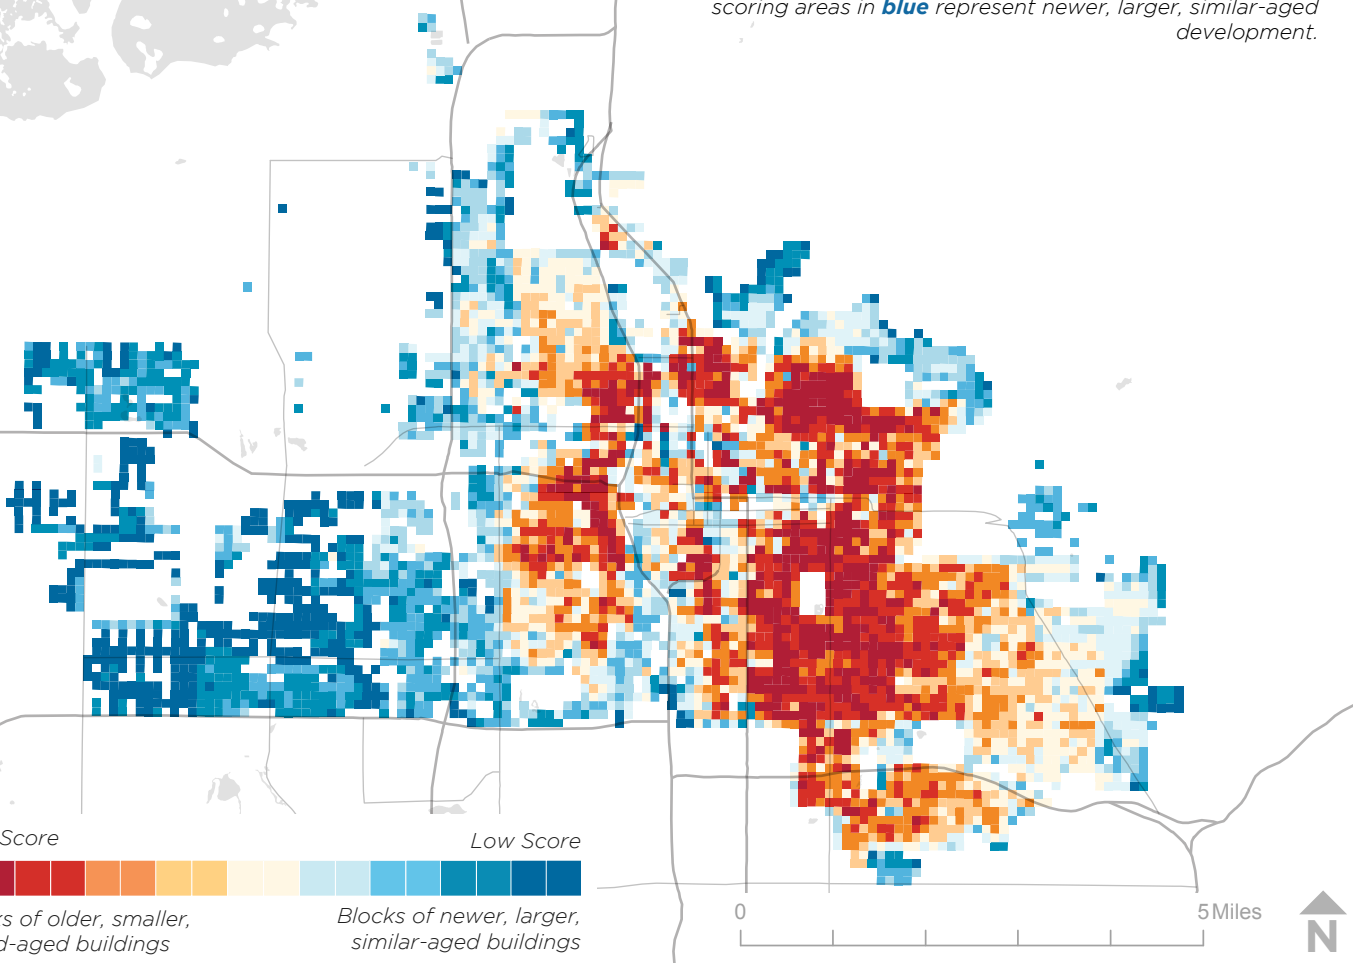 scoring areas in blue represent newer, larger, similar-aged
development.
Score
Low Score
of older, smaller,
buildings
Blocks of newer, larger,
similar-aged buildings
0
5 Miles
N